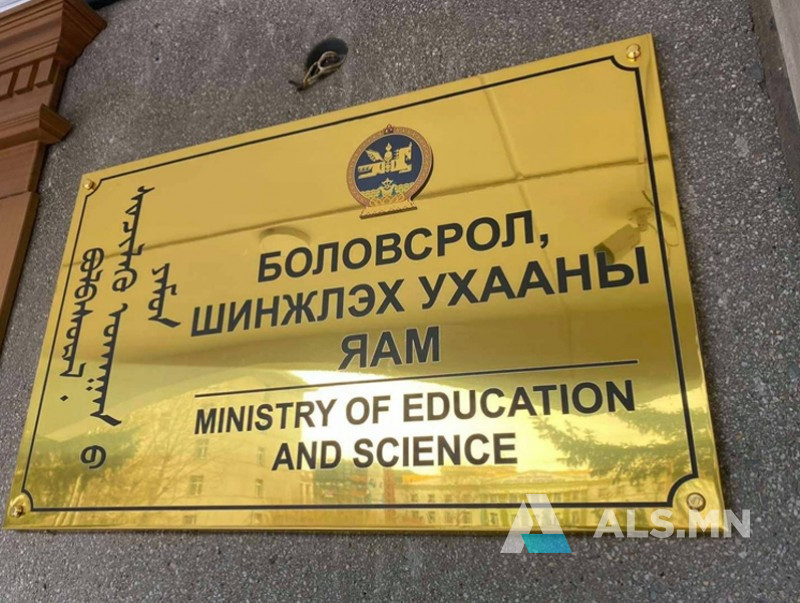 БОЛОВСРОЛ,
ШИНЖЛЭХ УХААНЫ
ЯАМ
MINISTRY OF EDUCATION
AND SCIENCE
ALS.MN